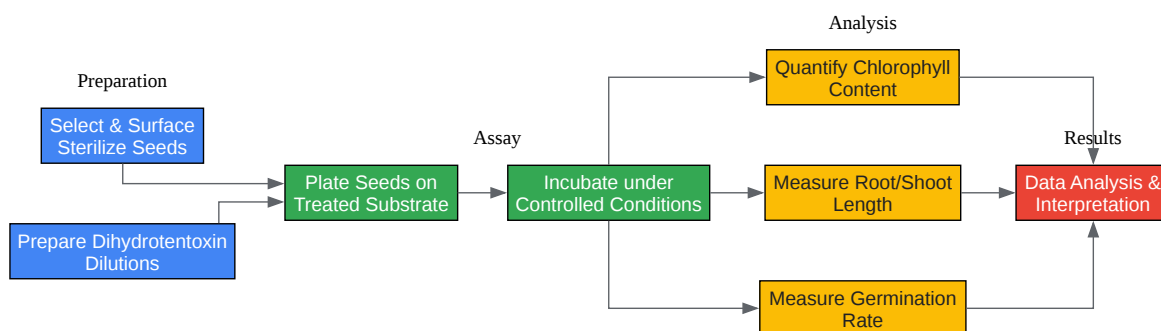 Preparation
Select & Surface
Sterilize Seeds
Prepare Dihydrotentoxin
Dilutions
Assay
Plate Seeds on
Treated Substrate
Incubate under
Controlled Conditions
Analysis
Quantify Chlorophyll
Content
Measure Root/Shoot
Length
Measure Germination
Rate
Results
Data Analysis &
Interpretation